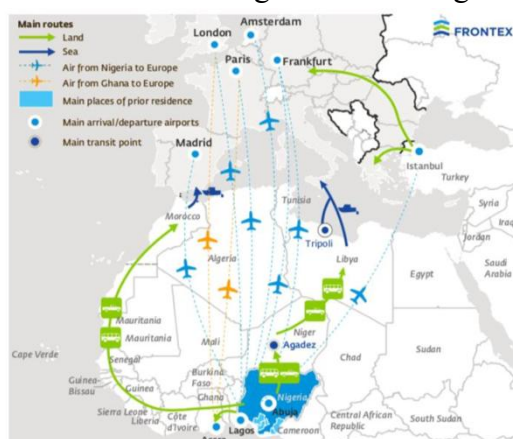 Main routes
Land
Sea
Air from Nigeria to Europe
Air from Ghana to Europe
Main places of prior residence
Main arrival/departure airports
Main transit point
FRONTEX
London
Amsterdam
Paris
Frankfurt
Madrid
Istanbul
Turkey
Syria
Iraq
Jordan
Saudi
Arabia
Tunisia
Morocco
Tripoli
Algeria
Libya
Egypt
Mauritania
Mauritania
Mali
Niger
Agadez
Chad
Sudan
Cape Verde
Senegal
Guinea-
Bissau
Guinea
Burkina
Faso
Ghana
Nigeria
Abuja
Sierra Leone
Liberia
Côte
d'Ivoire
Accra
Lagos
Cameroon
Central African
Republic
South Sudan